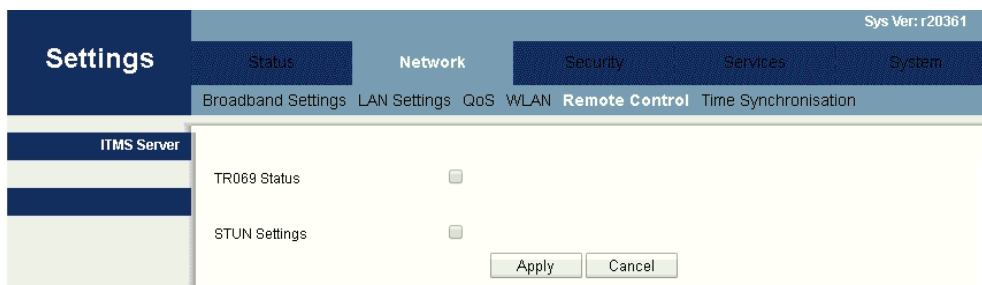 Sys Ver: r20361
Settings
Status Network Security Services System
Broadband Settings LAN Settings QoS WLAN Remote Control Time Synchronisation
ITMS Server
TR069 Status
STUN Settings
Apply Cancel